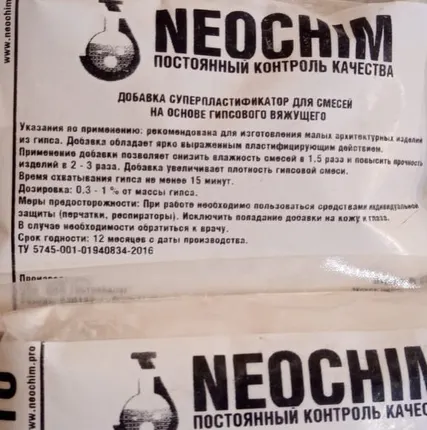 www.neochim
NEOCHIM
ПОСТОЯННЫЙ КОНТРОЛЬ КАЧЕСТВА
ДОБАВКА СУПЕРПЛАСТИФИКАТОР ДЛЯ СМЕСЕЙ
НА ОСНОВЕ ГИПСОВОГО ВЯЖУЩЕГО
Указания по применению: рекомендована для изготовления малых архитектурных изделий
из гипса. Добавка обладает ярко выраженным пластифицирующим действием.
Применение добавки позволяет снизить влажность смесей в 1.5 раза и повысить прочность
изделий в 2 - 3 раза. Добавка увеличивает плотность гипсовой смеси.
Время схватывания гипса не менее 15 минут.
Дозировка: 0.3 - 1 % от массы гипса.
Меры предосторожности: При работе необходимо пользоваться средствами индивидуальной
защиты (перчатки, респираторы). Исключить попадание добавки на кожу и глаза.
В случае необходимости обратиться к врачу.
Срок годности: 12 месяцев с даты производства.
ТУ 5745-001-01940834-2016
www.neochim.pro
NEOCHIM
ПОСТОЯННЫЙ КОНТРОЛЬ КАЧЕС